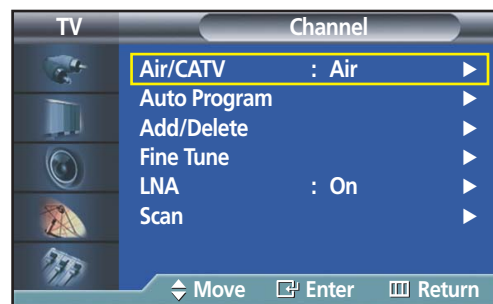 TV Channel
Air/CATV : Air
Auto Program
Add/Delete
Fine Tune
LNA : On
Scan
Move Enter Return